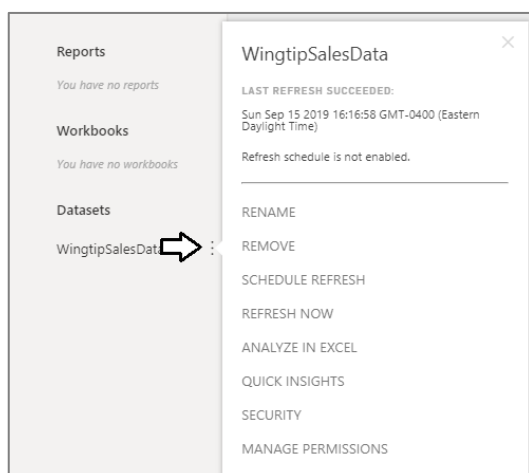 Reports
You have no reports
Workbooks
You have no workbooks
Datasets
WingtipSalesData
WingtipSalesData
LAST REFRESH SUCCEEDED:
Sun Sep 15 2019 16:16:58 GMT-0400 (Eastern
Daylight Time)
Refresh schedule is not enabled.
RENAME
REMOVE
SCHEDULE REFRESH
REFRESH NOW
ANALYZE IN EXCEL
QUICK INSIGHTS
SECURITY
MANAGE PERMISSIONS